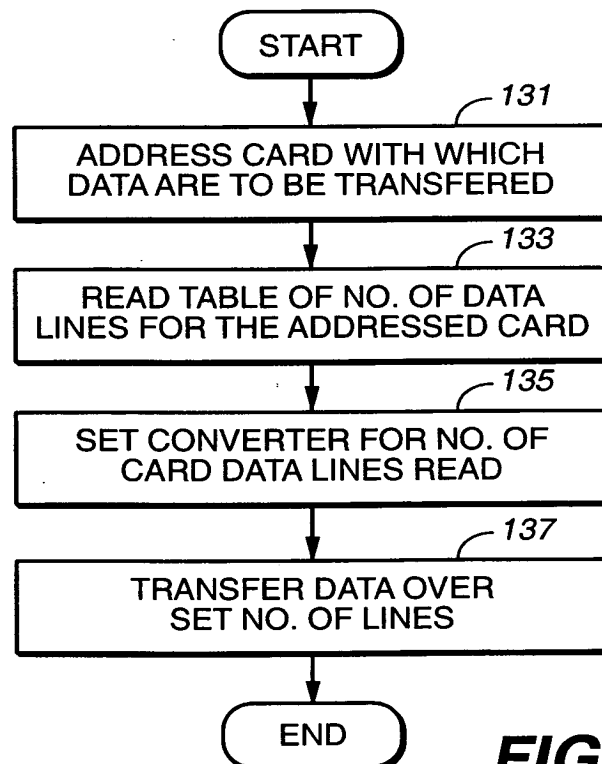 START
131
ADDRESS CARD WITH WHICH
DATA ARE TO BE TRANSFERED
133
READ TABLE OF NO. OF DATA
LINES FOR THE ADDRESSED CARD
135
SET CONVERTER FOR NO. OF
CARD DATA LINES READ
137
TRANSFER DATA OVER
SET NO. OF LINES
END
FIG